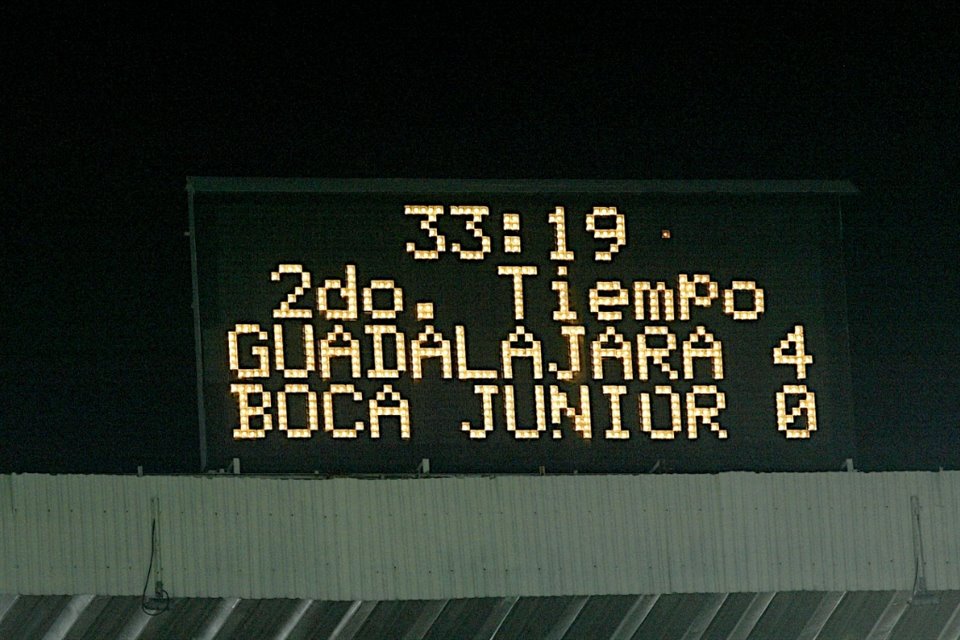 33:19
2do. Tiempo
GUADALAJARA 4
BOCA JUNIOR 0